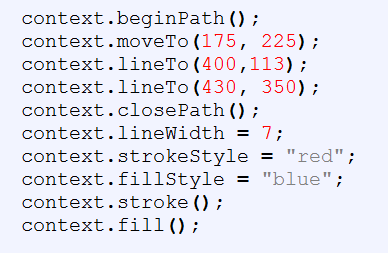 context.beginPath();
context.moveTo(175, 225);
context.lineTo(400,113);
context.lineTo(430, 350);
context.closePath();
context.lineWidth = 7;
context.strokeStyle = "red";
context.fillStyle = "blue";
context.stroke();
context.fill();